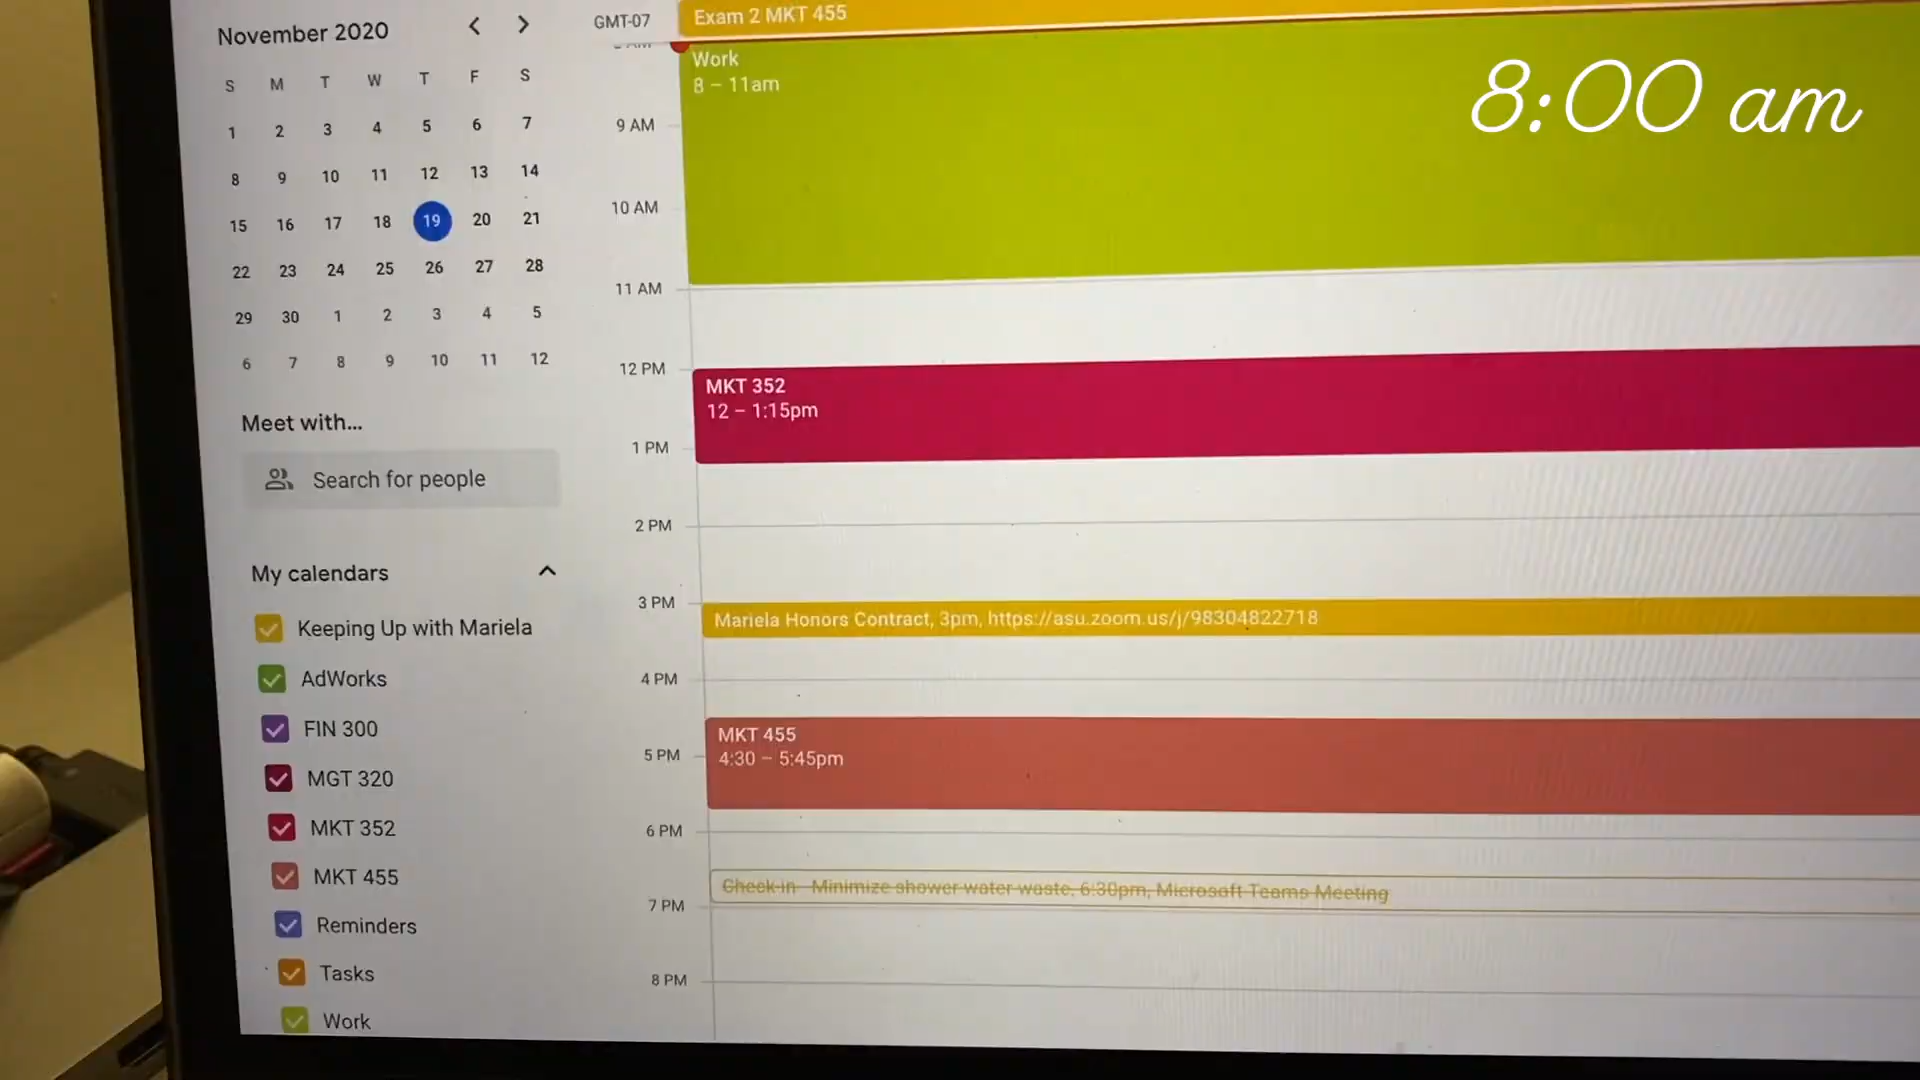 November 2020
S M T W T F S
1 2 3 4 5 6 7
8 9 10 11 12 13 14
15 16 17 18 19 20 21
22 23 24 25 26 27 28
29 30 1 2 3 4 5
6 7 8 9 10 11 12
Meet with...
Search for people
My calendars
Keeping Up with Mariela
AdWorks
FIN 300
MGT 320
MKT 352
MKT 455
Reminders
Tasks
Work
GMT-07
Exam 2 MKT 455
Work
8 – 11am
8:00 am
9 AM
10 AM
11 AM
12 PM
MKT 352
12 – 1:15pm
1 PM
2 PM
3 PM
Mariela Honors Contract, 3pm, https://asu.zoom.us/j/98304822718
4 PM
MKT 455
4:30 – 5:45pm
5 PM
6 PM
Check-in - Minimize shower water waste, 6:30pm, Microsoft Teams Meeting
7 PM
8 PM